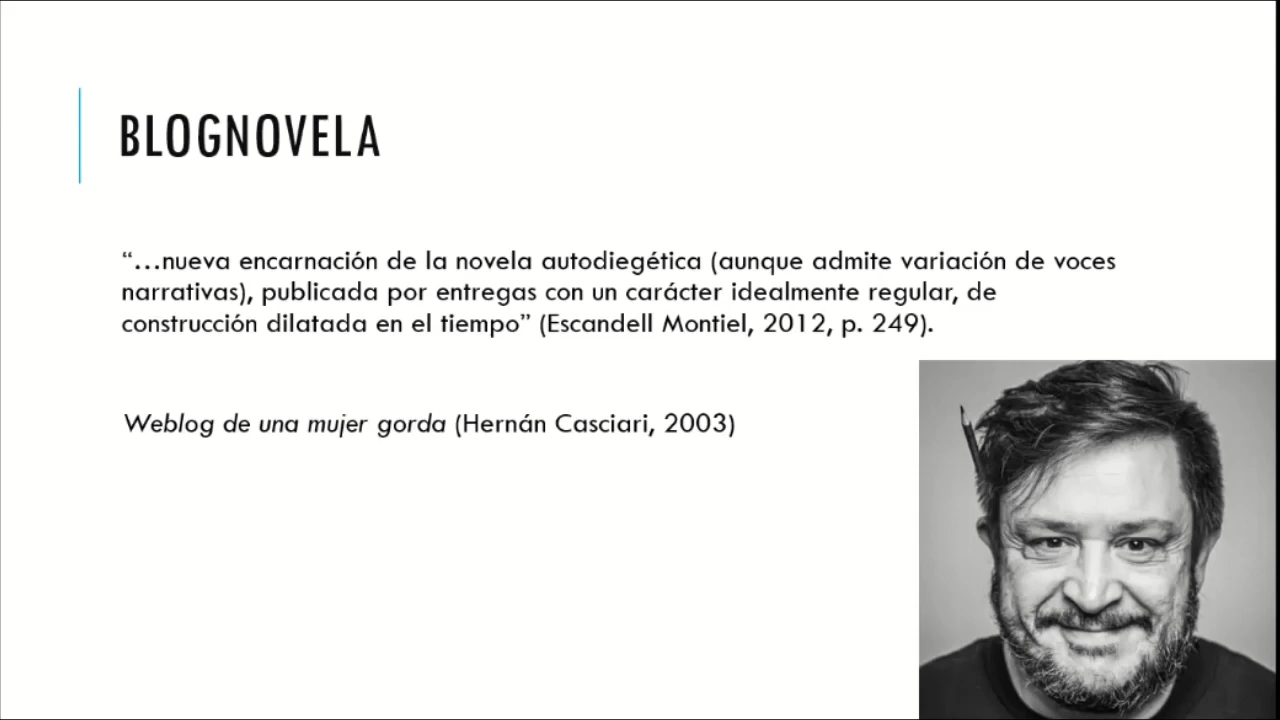 BLOGNOVELA
“…nueva encarnación de la novela autodiegética (aunque admite variación de voces
narrativas), publicada por entregas con un carácter idealmente regular, de
construcción dilatada en el tiempo” (Escandell Montiel, 2012, p. 249).
Weblog de una mujer gorda (Hernán Casciari, 2003)